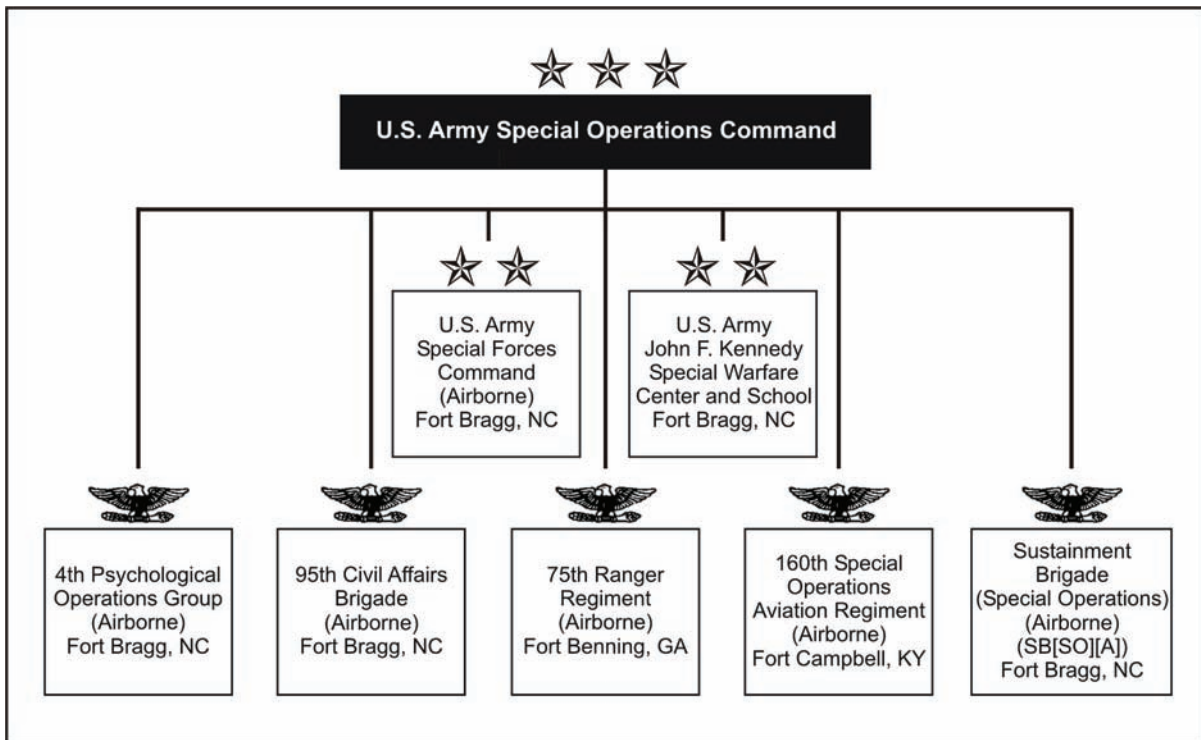 U.S. Army Special Operations Command
U.S. Army
Special Forces
Command
(Airborne)
Fort Bragg, NC
U.S. Army
John F. Kennedy
Special Warfare
Center and School
Fort Bragg, NC
4th Psychological
Operations Group
(Airborne)
Fort Bragg, NC
95th Civil Affairs
Brigade
(Airborne)
Fort Bragg, NC
75th Ranger
Regiment
(Airborne)
Fort Benning, GA
160th Special
Operations
Aviation Regiment
(Airborne)
Fort Campbell, KY
Sustainment
Brigade
(Special Operations)
(Airborne)
(SB[SO][A])
Fort Bragg, NC